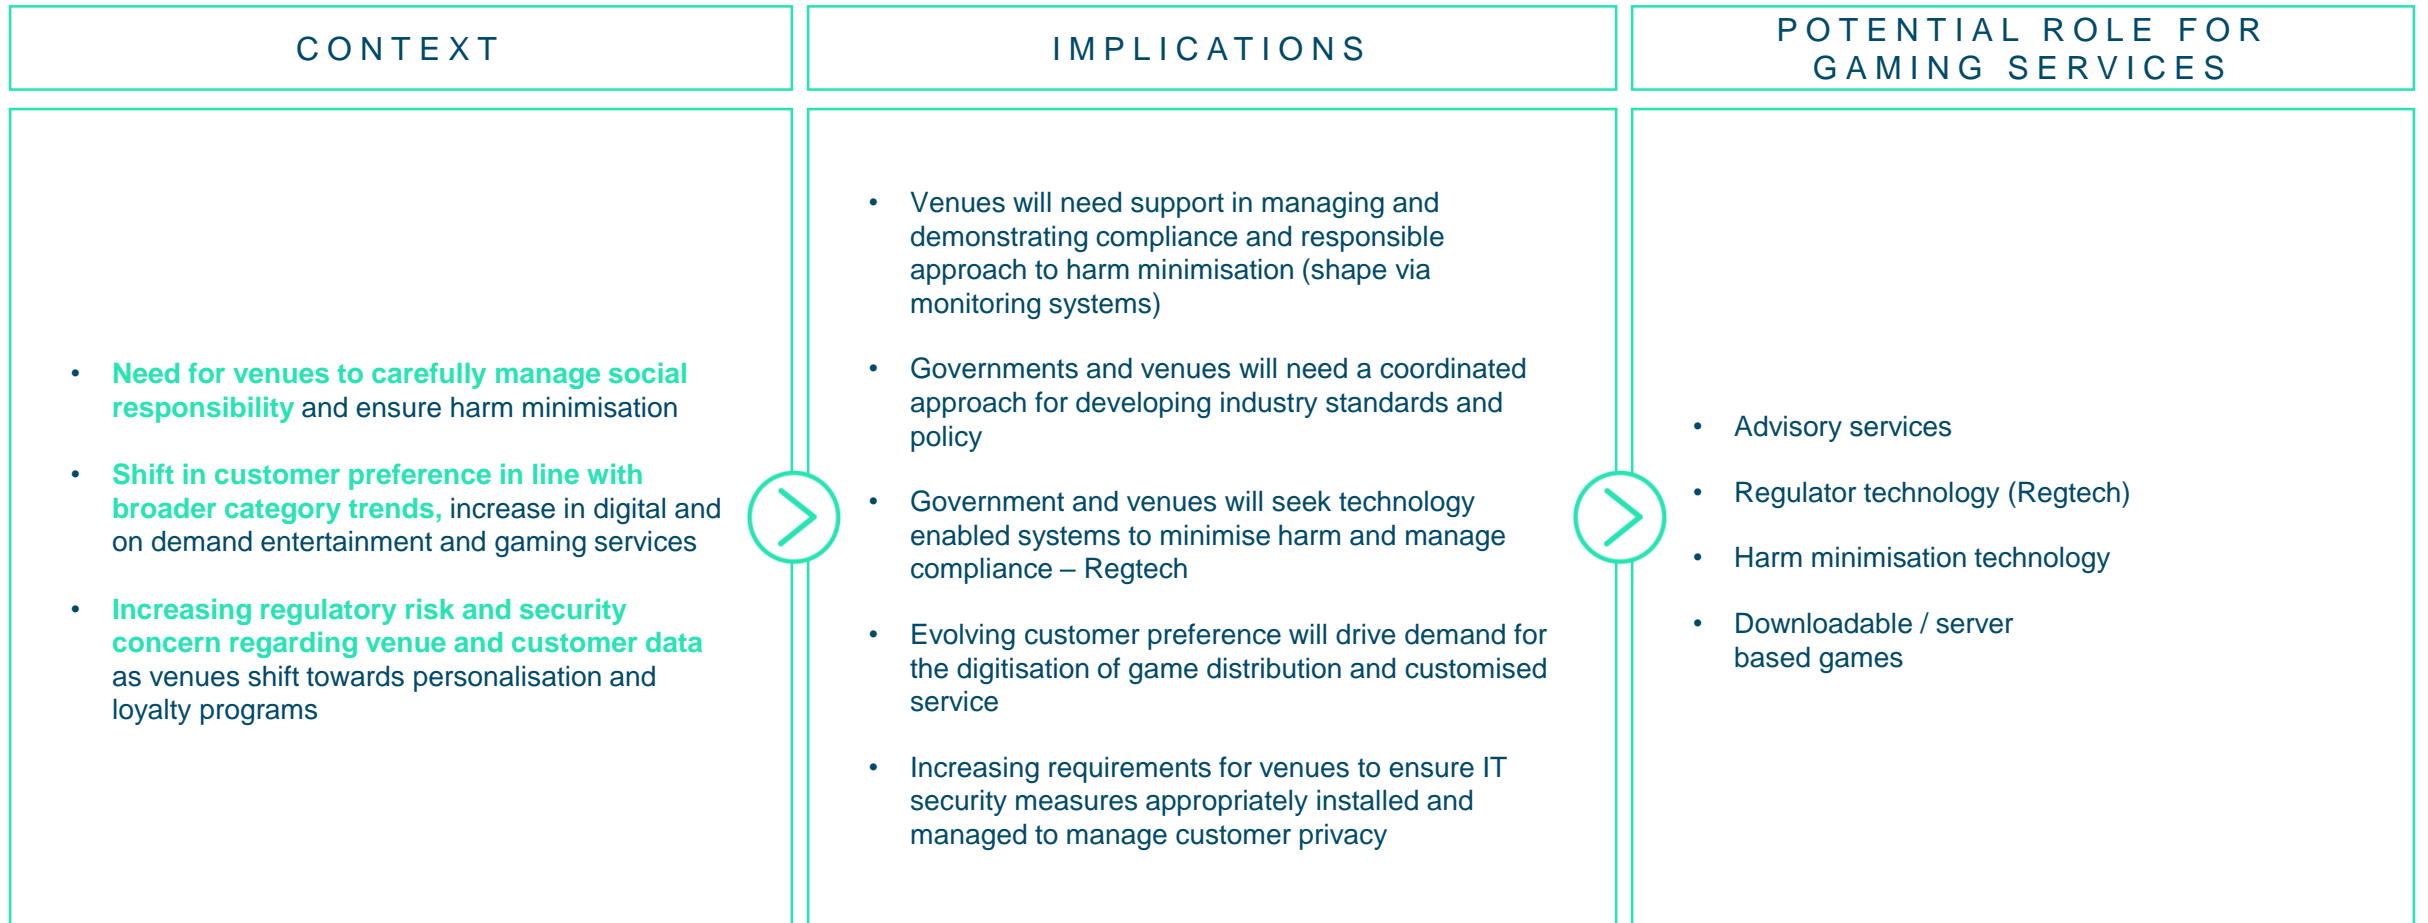 CONTEXT
IMPLICATIONS
POTENTIAL ROLE FOR
GAMING SERVICES
• Need for venues to carefully manage social
responsibility and ensure harm minimisation
• Shift in customer preference in line with
broader category trends, increase in digital and
on demand entertainment and gaming services
• Increasing regulatory risk and security
concern regarding venue and customer data
as venues shift towards personalisation and
loyalty programs
• Venues will need support in managing and
demonstrating compliance and responsible
approach to harm minimisation (shape via
monitoring systems)
• Governments and venues will need a coordinated
approach for developing industry standards and
policy
• Government and venues will seek technology
enabled systems to minimise harm and manage
compliance – Regtech
• Evolving customer preference will drive demand for
the digitisation of game distribution and customised
service
• Increasing requirements for venues to ensure IT
security measures appropriately installed and
managed to manage customer privacy
• Advisory services
• Regulator technology (Regtech)
• Harm minimisation technology
• Downloadable / server
based games